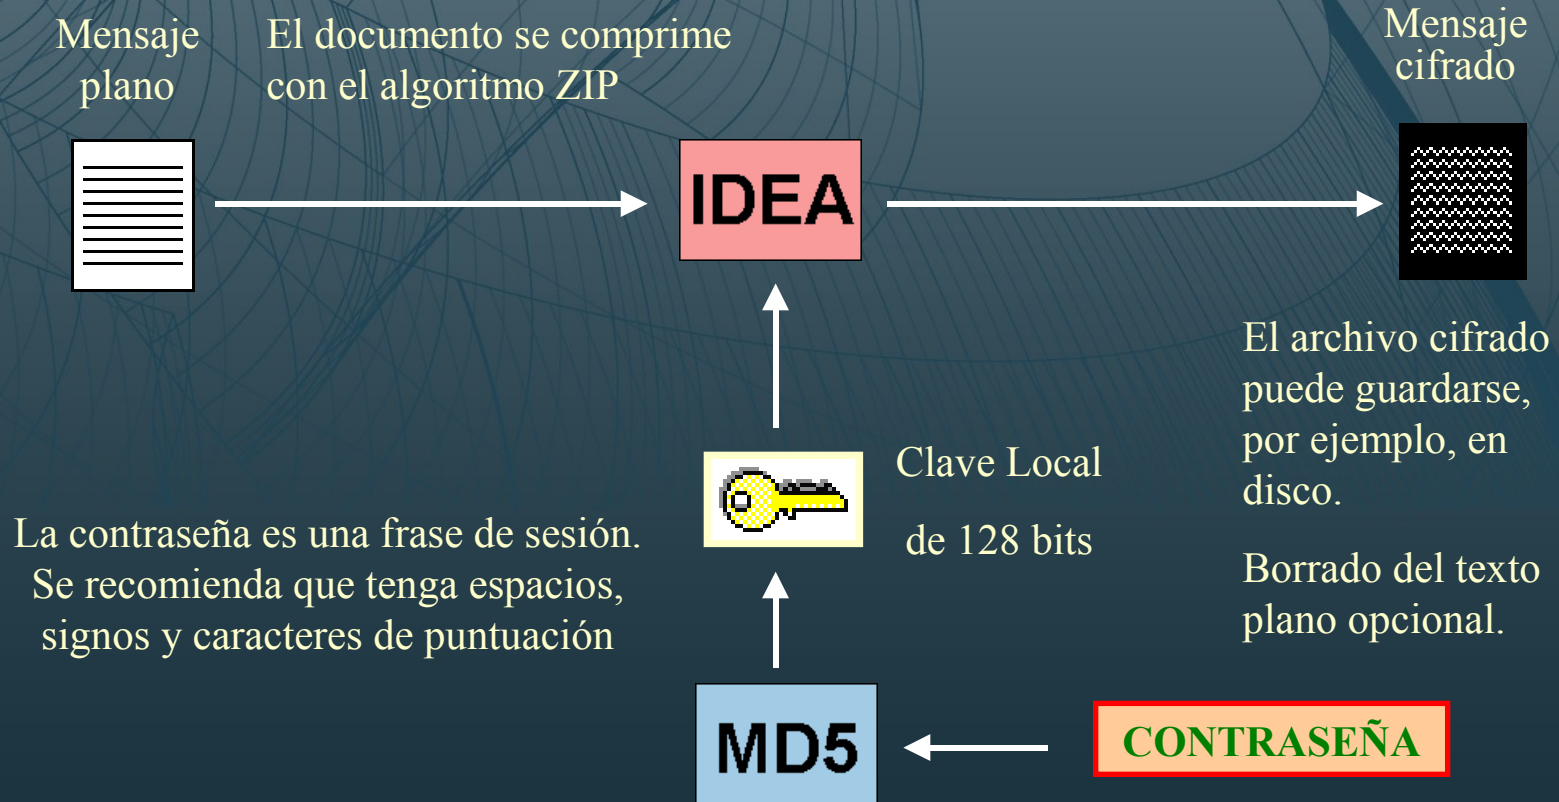 Mensaje
plano
El documento se comprime
con el algoritmo ZIP
Mensaje
cifrado
IDEA
El archivo cifrado
puede guardarse,
por ejemplo, en
disco.
Borrado del texto
plano opcional.
Clave Local
de 128 bits
La contraseña es una frase de sesión.
Se recomienda que tenga espacios,
signos y caracteres de puntuación
MD5
CONTRASEÑA